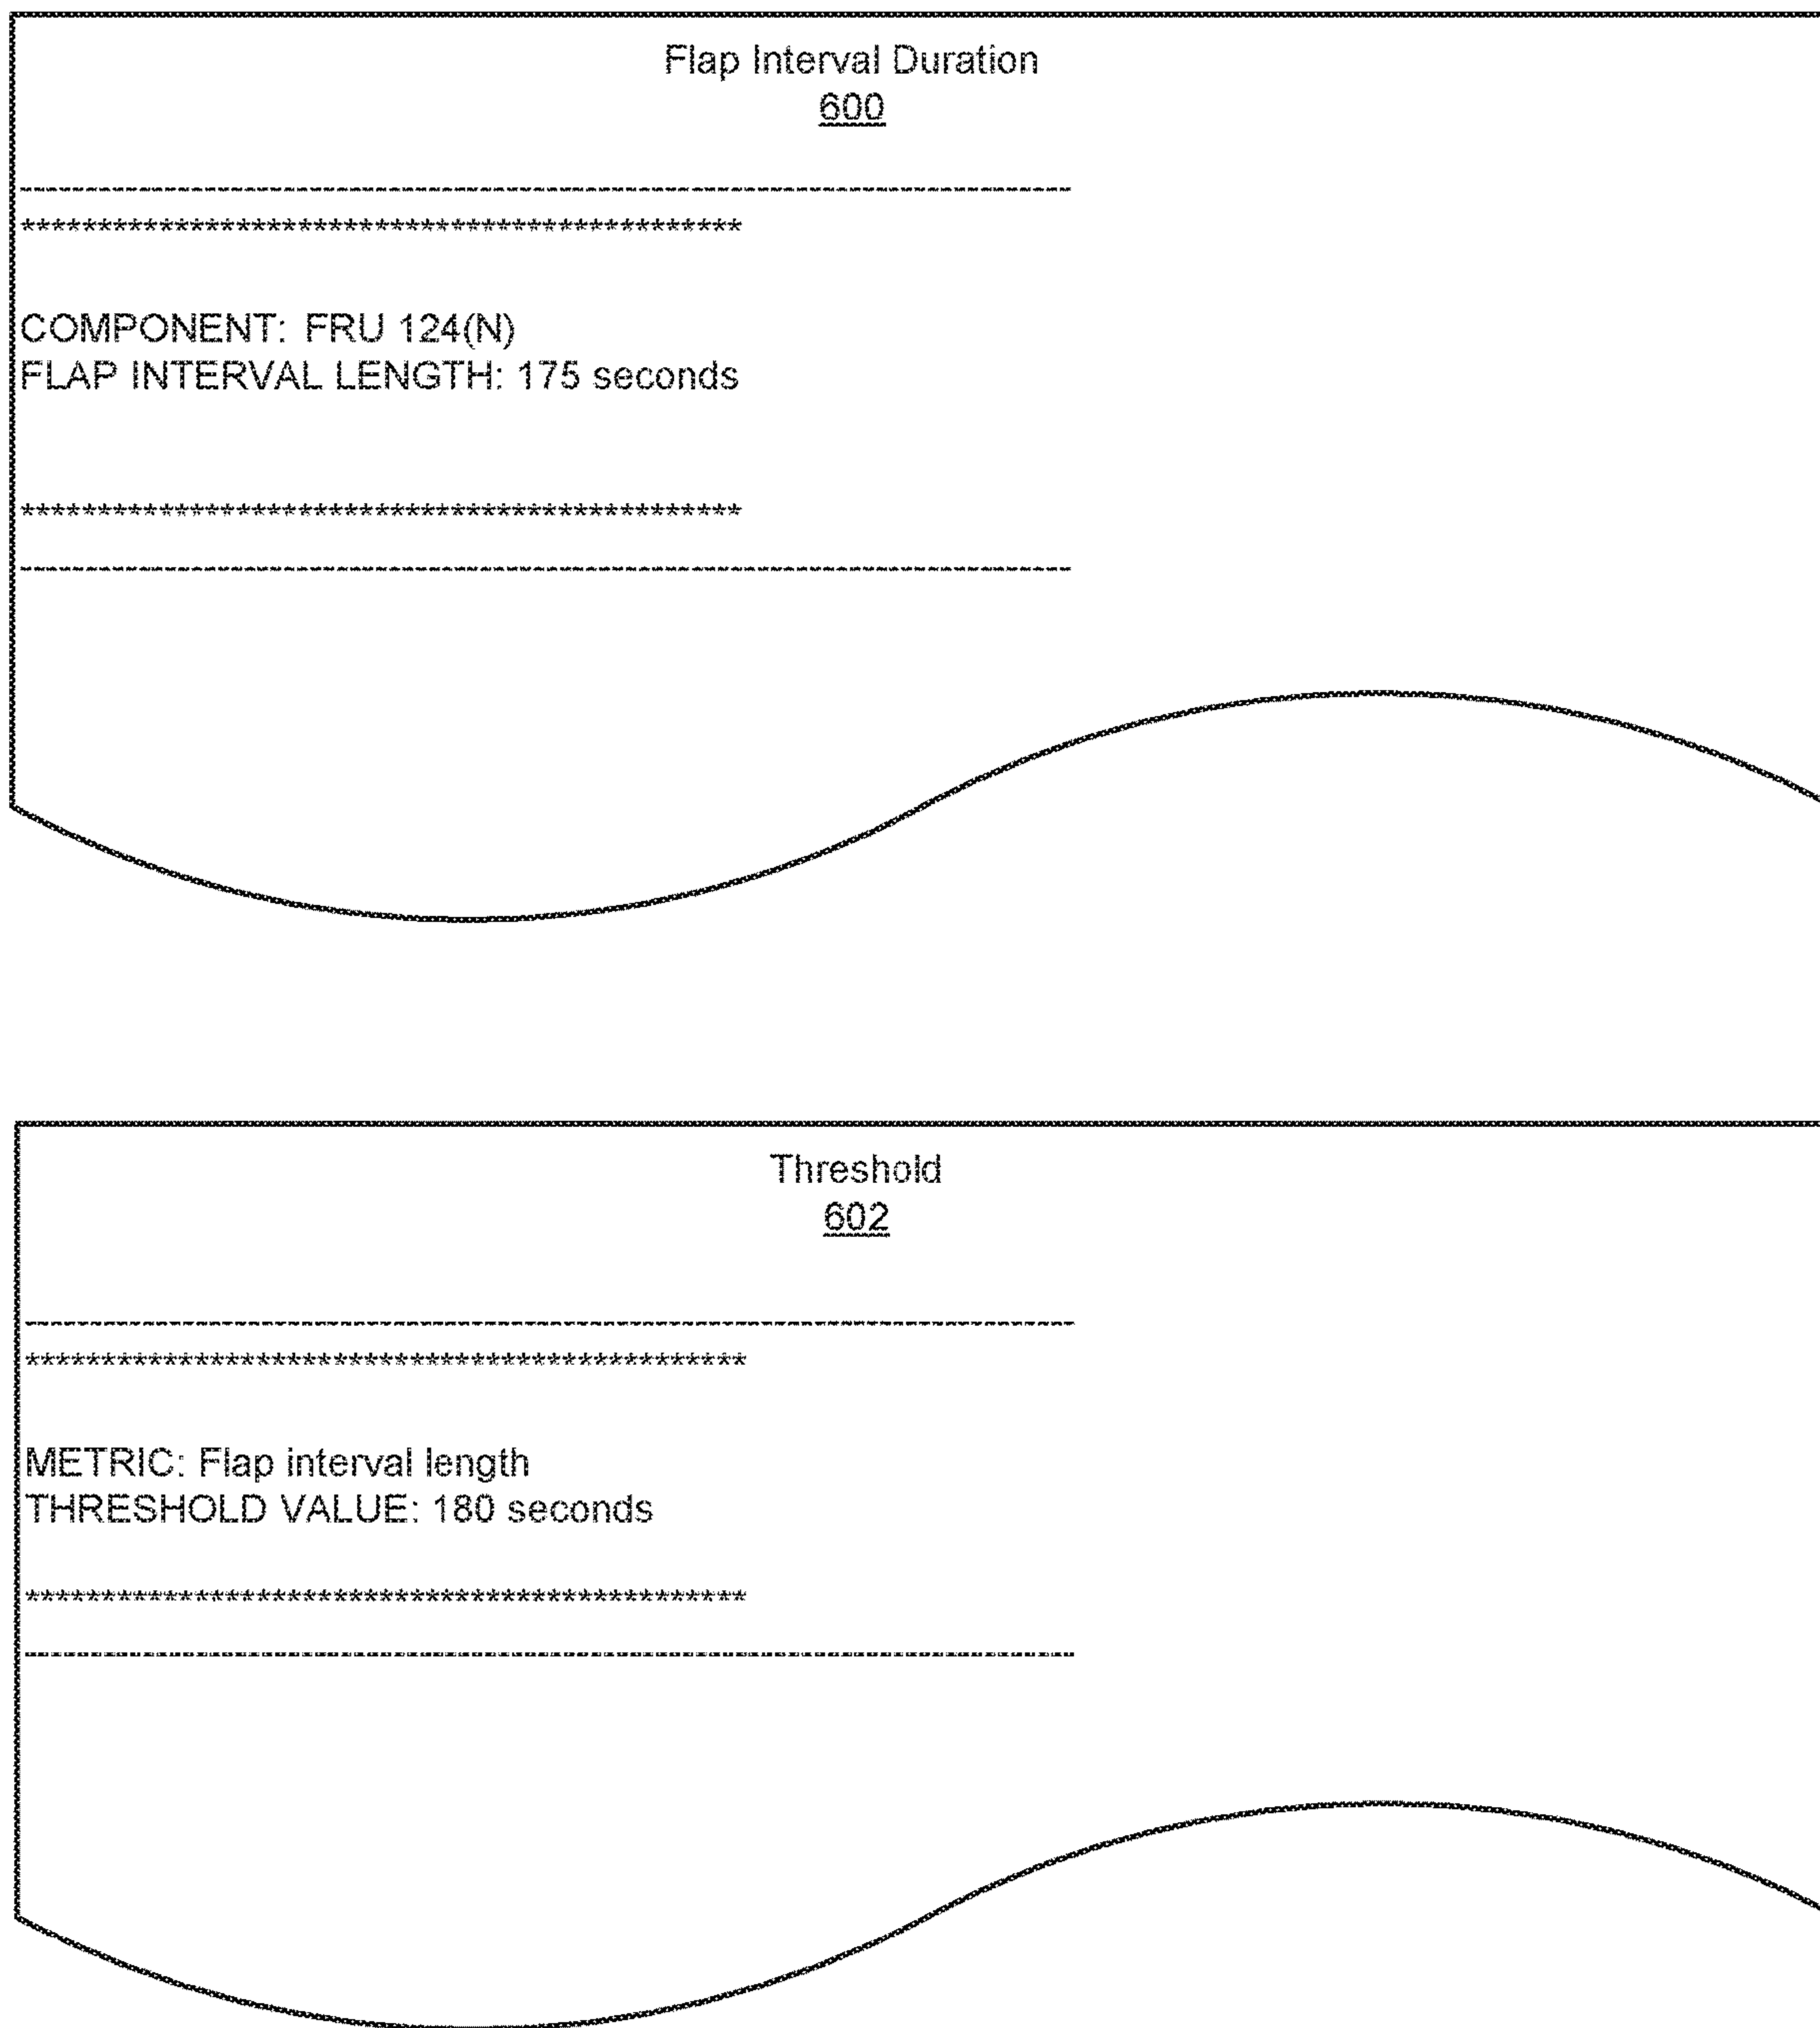 Flap Interval Duration
600
--------------------------------------------------------------------------------
***********************************************
COMPONENT: FRU 124(N)
FLAP INTERVAL LENGTH: 175 seconds
***********************************************
--------------------------------------------------------------------------------
Threshold
602
--------------------------------------------------------------------------------
***********************************************
METRIC: Flap interval length
THRESHOLD VALUE: 180 seconds
***********************************************
--------------------------------------------------------------------------------